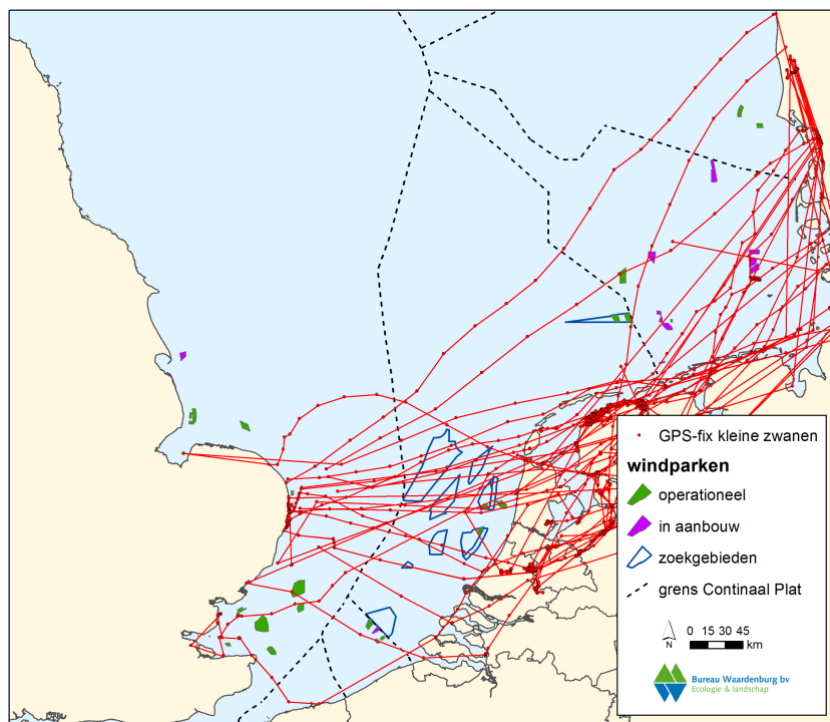 GPS-fix kleine zwanen
windparken
operationeel
in aanbouw
zoekgebieden
grens Continaal Plat
N
0 15 30 45
km
Bureau Waardenburg bv
Ecologie & landschap